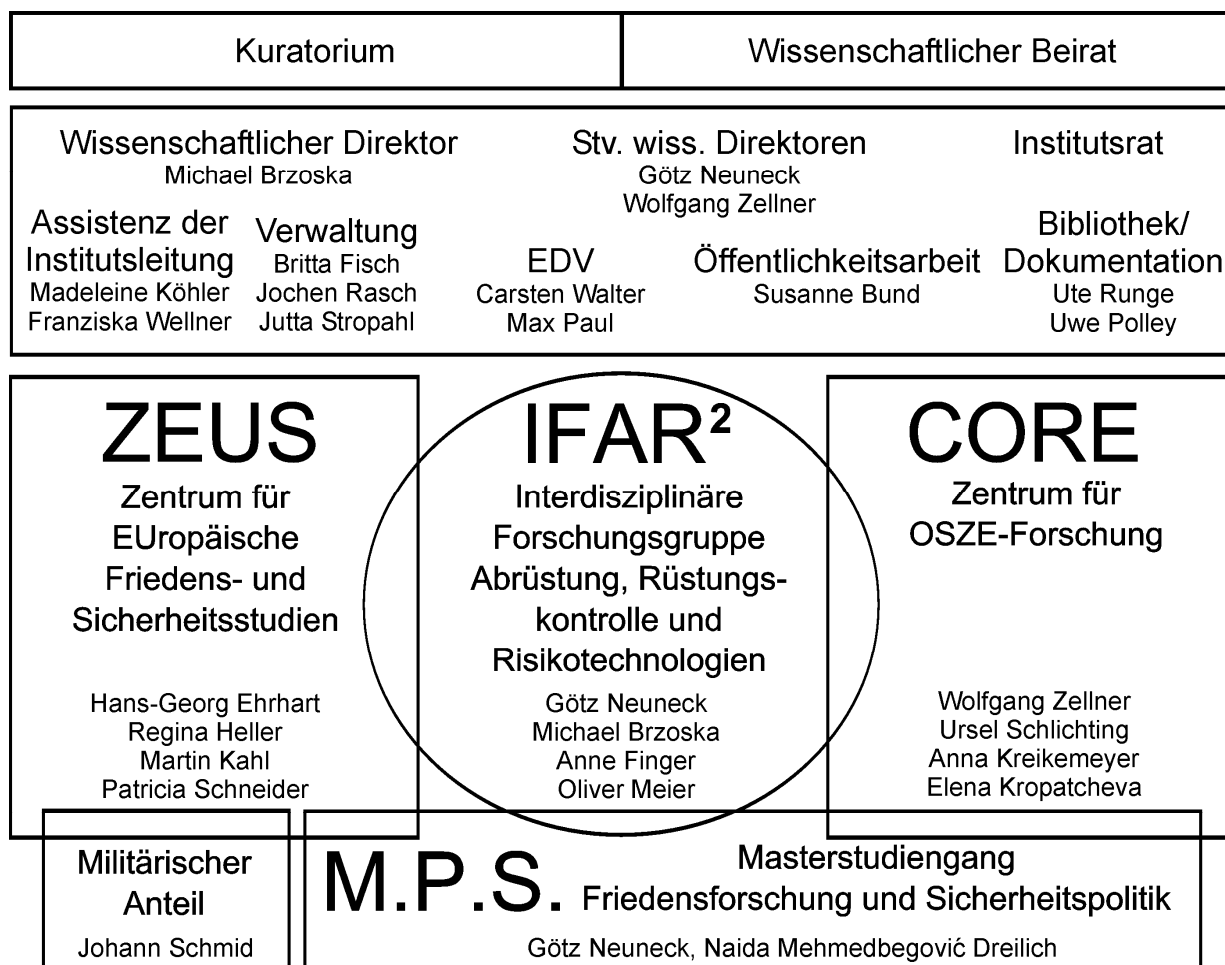 Kuratorium
Wissenschaftlicher Beirat
Wissenschaftlicher Direktor
Michael Brzoska
Stv. wiss. Direktoren
Götz Neuneck
Wolfgang Zellner
Institutsrat
Assistenz der
Institutsleitung
Madeleine Köhler
Franziska Wellner
Verwaltung
Britta Fisch
Jochen Rasch
Jutta Stropahl
EDV
Carsten Walter
Max Paul
Öffentlichkeitsarbeit
Susanne Bund
Bibliothek/
Dokumentation
Ute Runge
Uwe Polley
ZEUS
Zentrum für
EUropäische
Friedens- und
Sicherheitsstudien
Hans-Georg Ehrhart
Regina Heller
Martin Kahl
Patricia Schneider
IFAR²
Interdisziplinäre
Forschungsgruppe
Abrüstung, Rüstungs-
kontrolle und
Risikotechnologien
Götz Neuneck
Michael Brzoska
Anne Finger
Oliver Meier
CORE
Zentrum für
OSZE-Forschung
Wolfgang Zellner
Ursel Schlichting
Anna Kreikemeyer
Elena Kropatcheva
Militärischer
Anteil
Johann Schmid
M.P.S.
Masterstudiengang
Friedensforschung und Sicherheitspolitik
Götz Neuneck, Naida Mehmedbegović Dreilich